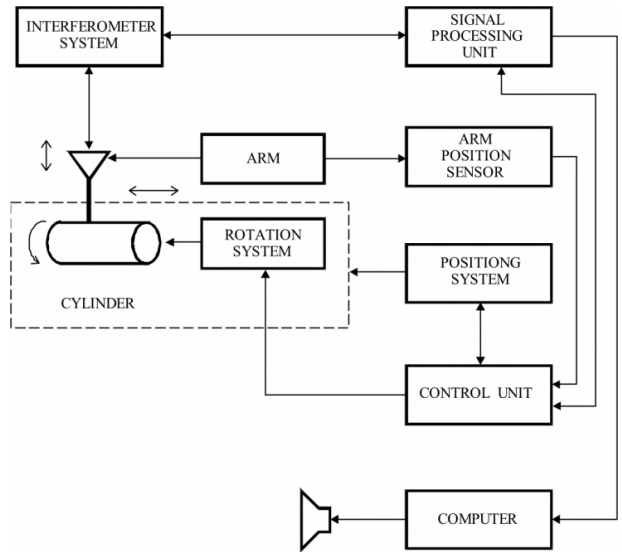 INTERFEROMETER
SYSTEM
SIGNAL
PROCESSING
UNIT
ARM
ARM
POSITION
SENSOR
ROTATION
SYSTEM
POSITIONG
SYSTEM
CYLINDER
CONTROL UNIT
COMPUTER